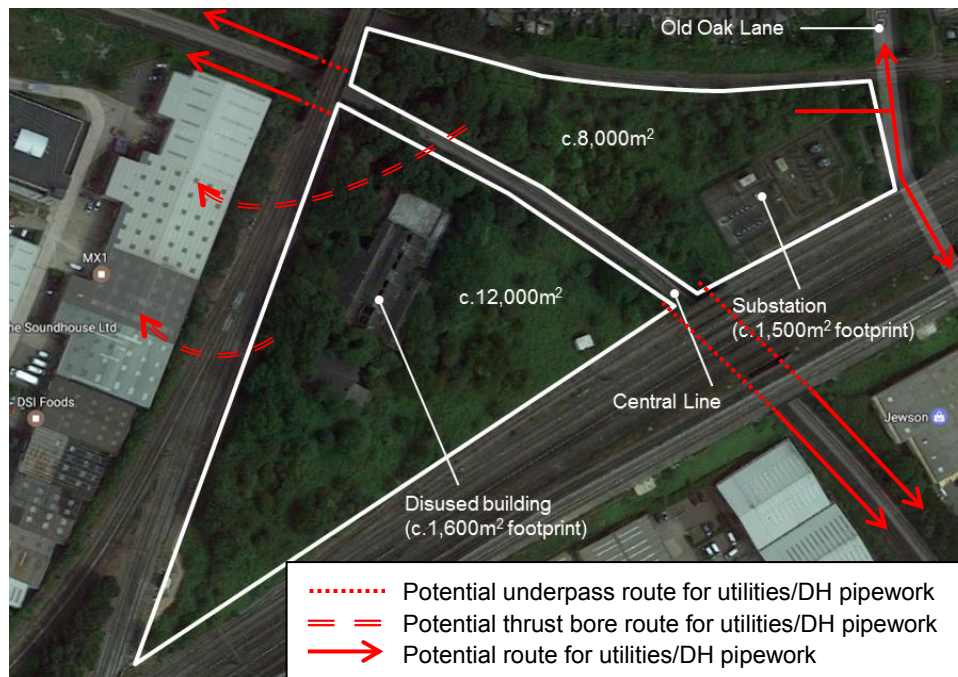 Old Oak Lane
c.8,000m²
MX1
c.12,000m²
Substation
(c.1,500m² footprint)
he Soundhouse Ltd
Central Line
DSI Foods
Jewson
Disused building
(c.1,600m² footprint)
Potential underpass route for utilities/DH pipework
Potential thrust bore route for utilities/DH pipework
Potential route for utilities/DH pipework